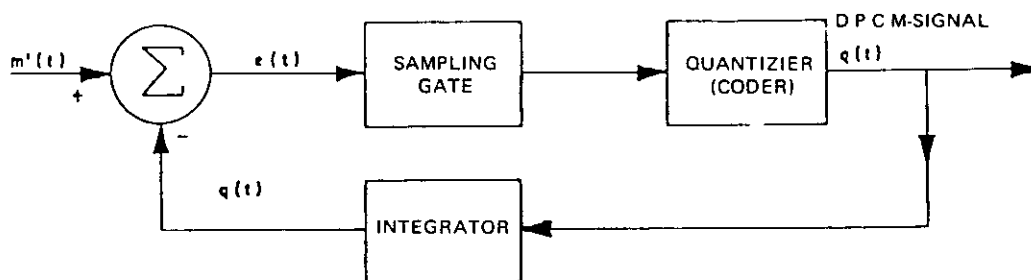 D P C M-SIGNAL
m'(t)
+
Σ
e(t)
SAMPLING
GATE
QUANTIZIER
(CODER)
q(t)
-
q(t)
INTEGRATOR